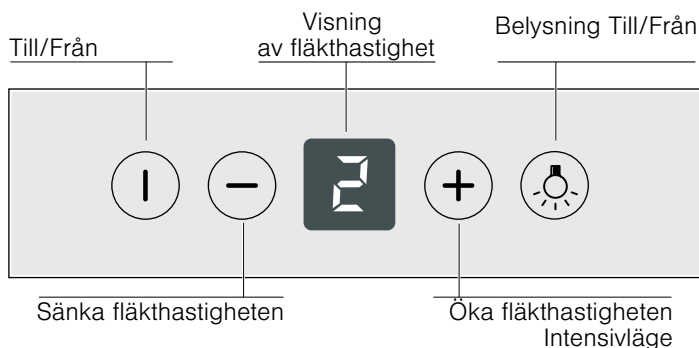 Till/Från
Visning
av fläkthastighet
Belysning Till/Från
2
Sänka fläkthastigheten
Öka fläkthastigheten
Intensivläge